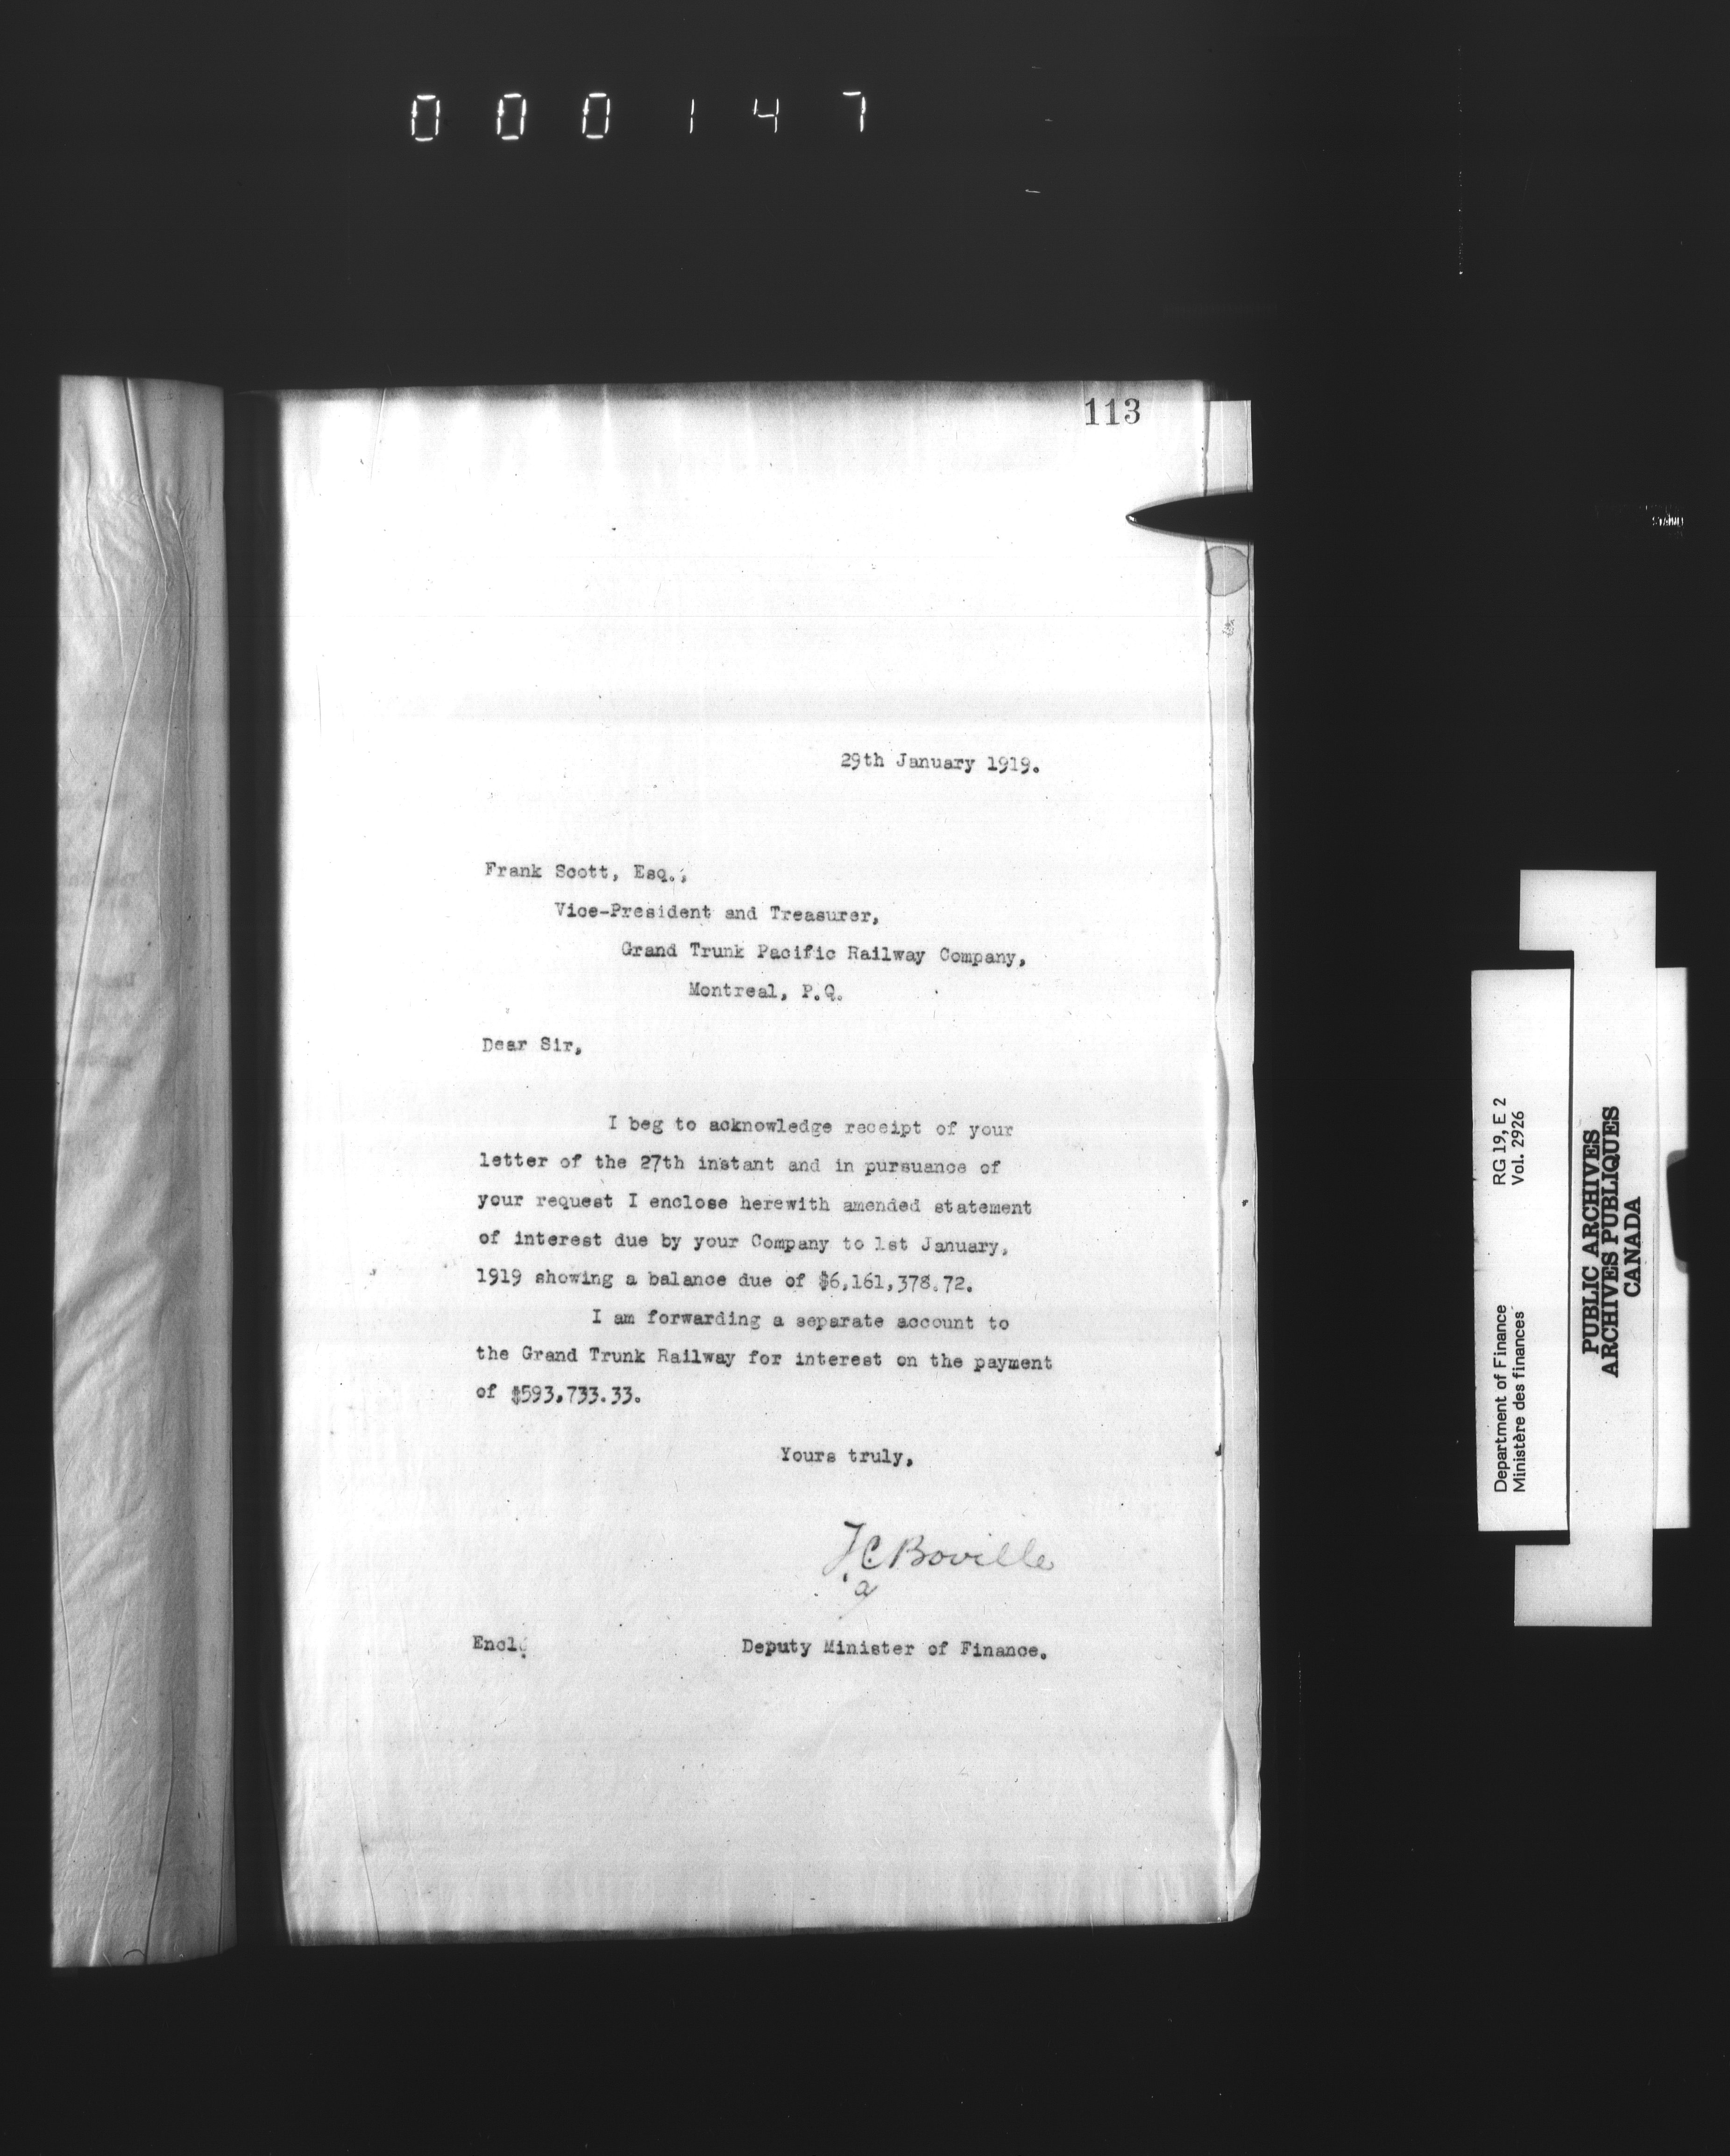 000147
113
29th January 1919.
Frank Scott, Esq.,
Vice-President and Treasurer,
Grand Trunk Pacific Railway Company,
Montreal, P.Q.
Dear Sir,
I beg to acknowledge receipt of your
letter of the 27th instant and in pursuance of
your request I enclose herewith amended statement
of interest due by your Company to 1st January,
1919 showing a balance due of $6,161,378.72.
I am forwarding a separate account to
the Grand Trunk Railway for interest on the payment
of $593,733.33.
Yours truly,
T.C. Boville
a
Encl.
Deputy Minister of Finance.
Department of Finance RG 19, E 2
Ministère des finances Vol. 2926
PUBLIC ARCHIVES
ARCHIVES PUBLIQUES
CANADA